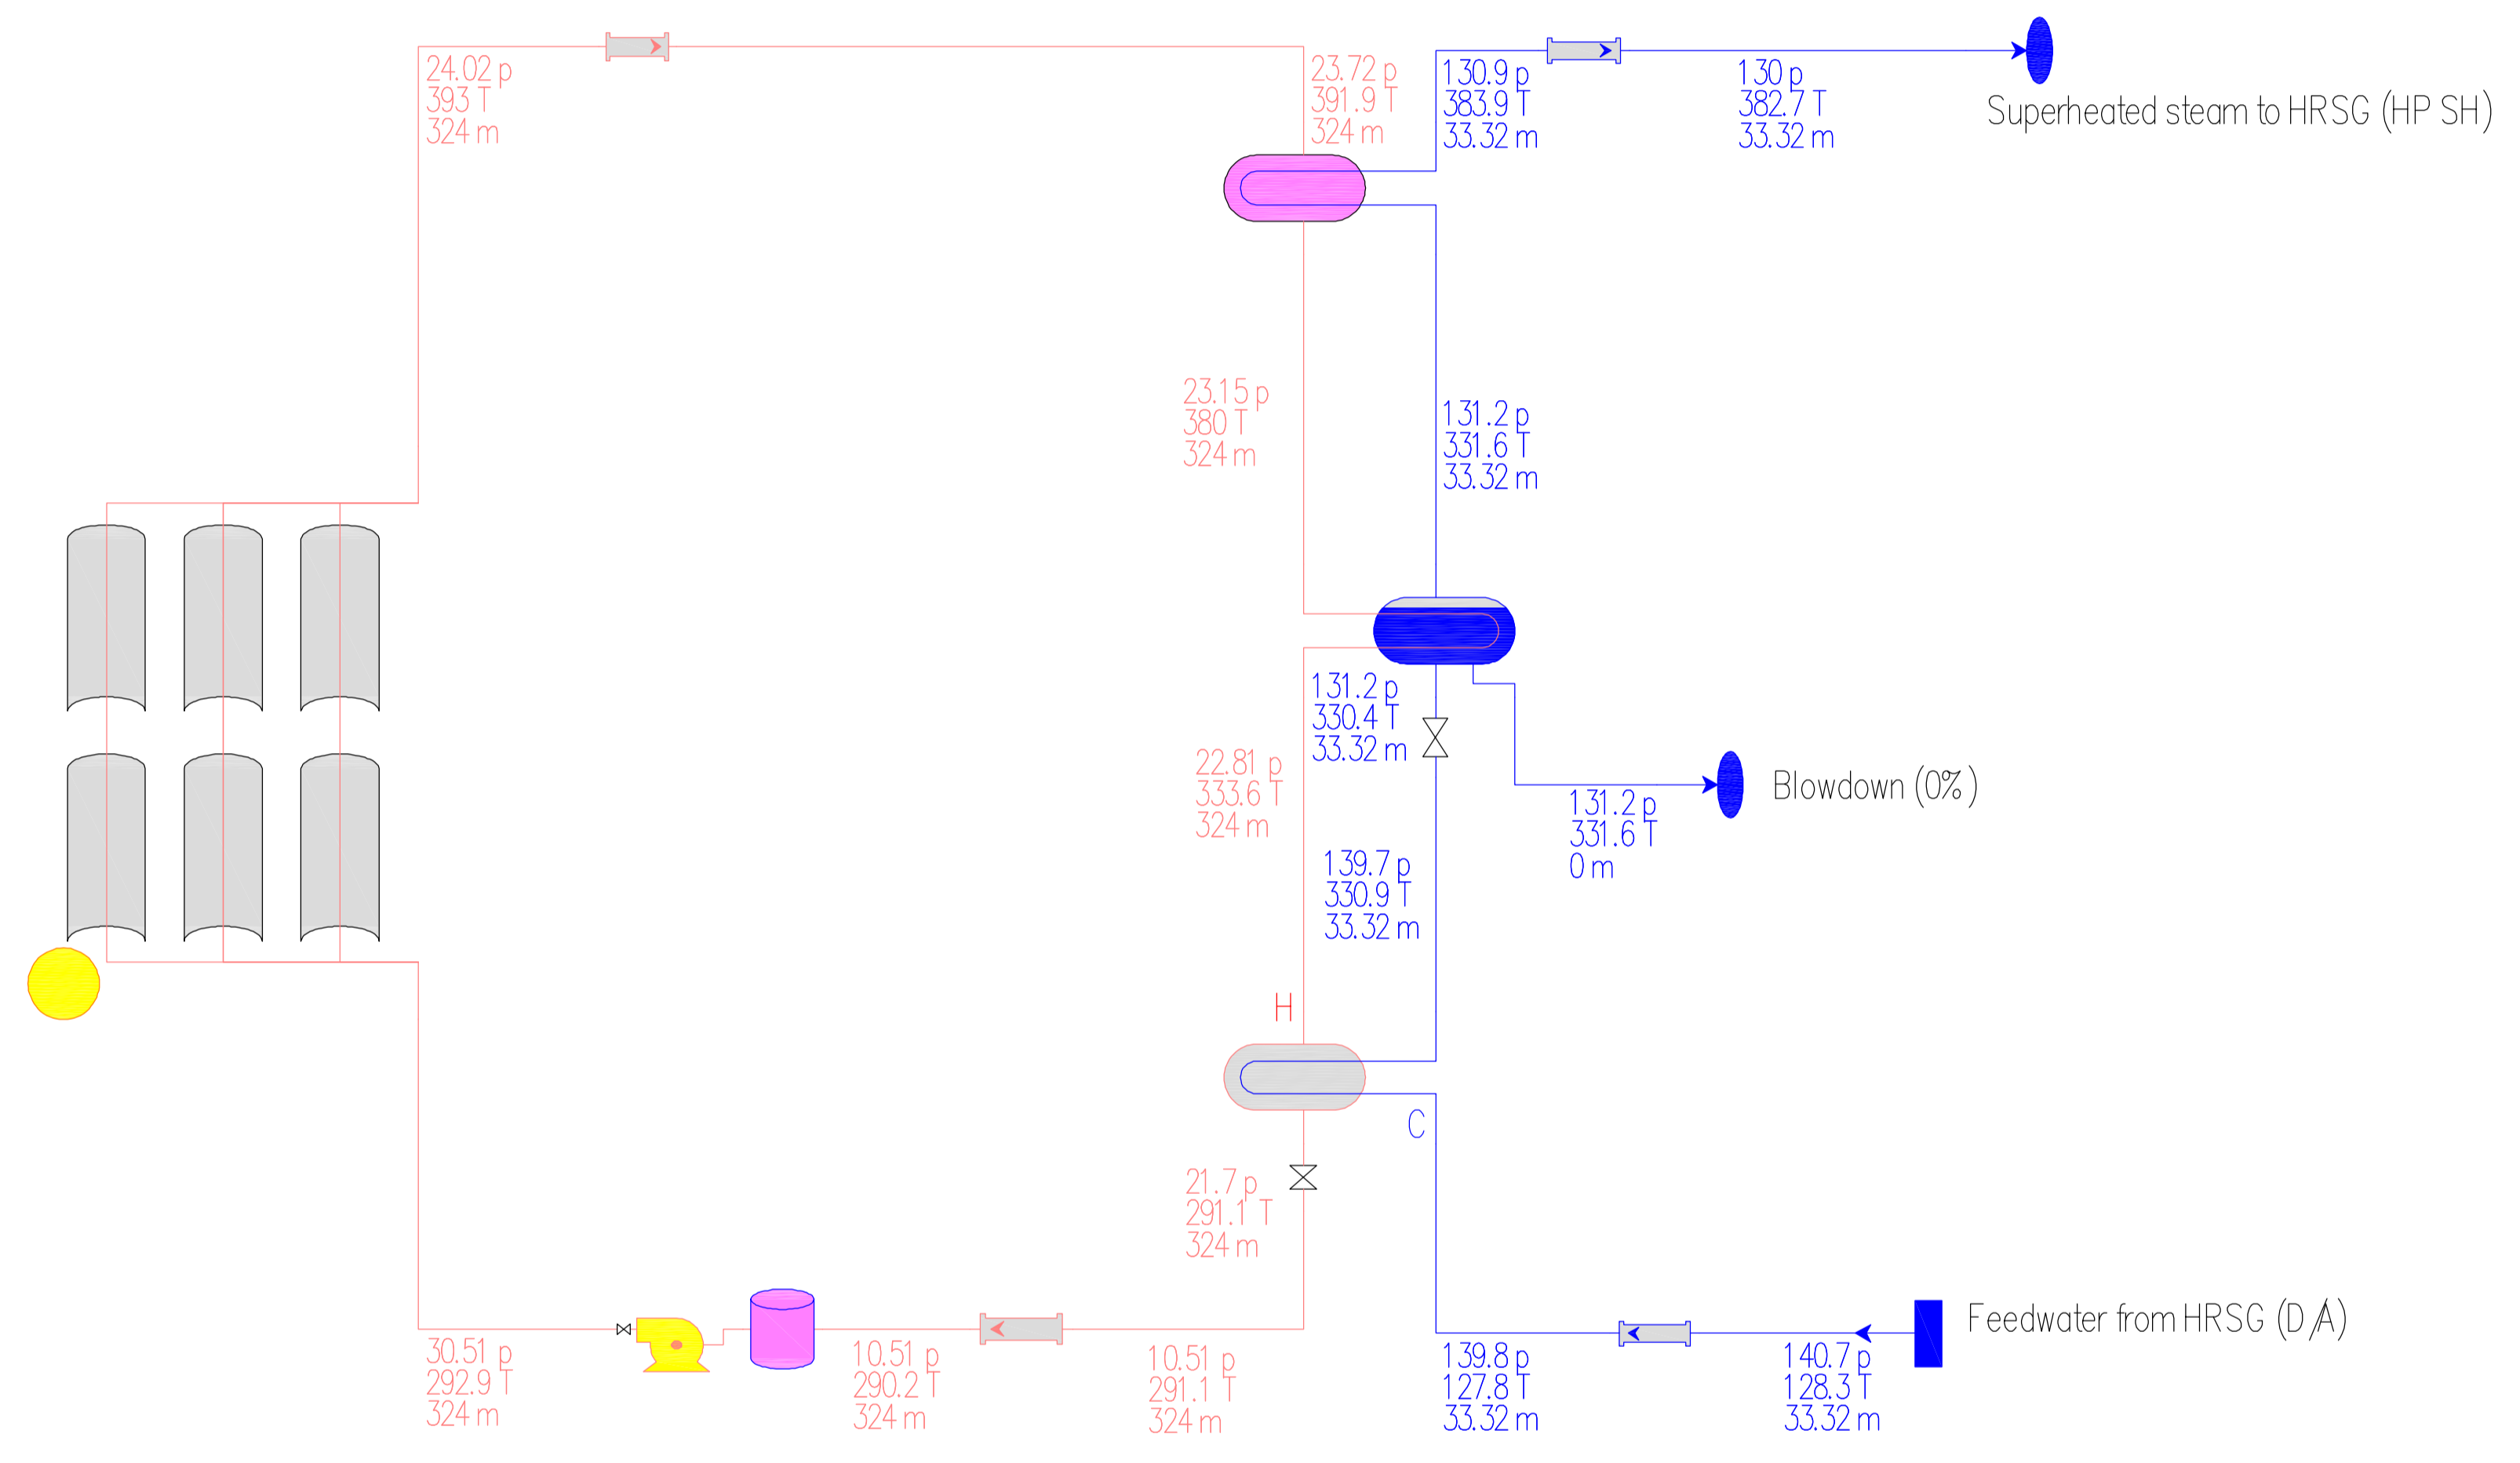 24.02 p
393 T
324 m
23.72 p
391.9 T
324 m
130.9 p
383.9 T
33.32 m
130 p
382.7 T
33.32 m
Superheated steam to HRSG (HP SH)
23.15 p
380 T
324 m
131.2 p
331.6 T
33.32 m
131.2 p
330.4 T
33.32 m
22.81 p
333.6 T
324 m
Blowdown (0%)
131.2 p
331.6 T
0 m
139.7 p
330.9 T
33.32 m
H
C
21.7 p
291.1 T
324 m
Feedwater from HRSG (D/A)
30.51 p
292.9 T
324 m
10.51 p
290.2 T
324 m
10.51 p
291.1 T
324 m
139.8 p
127.8 T
33.32 m
140.7 p
128.3 T
33.32 m